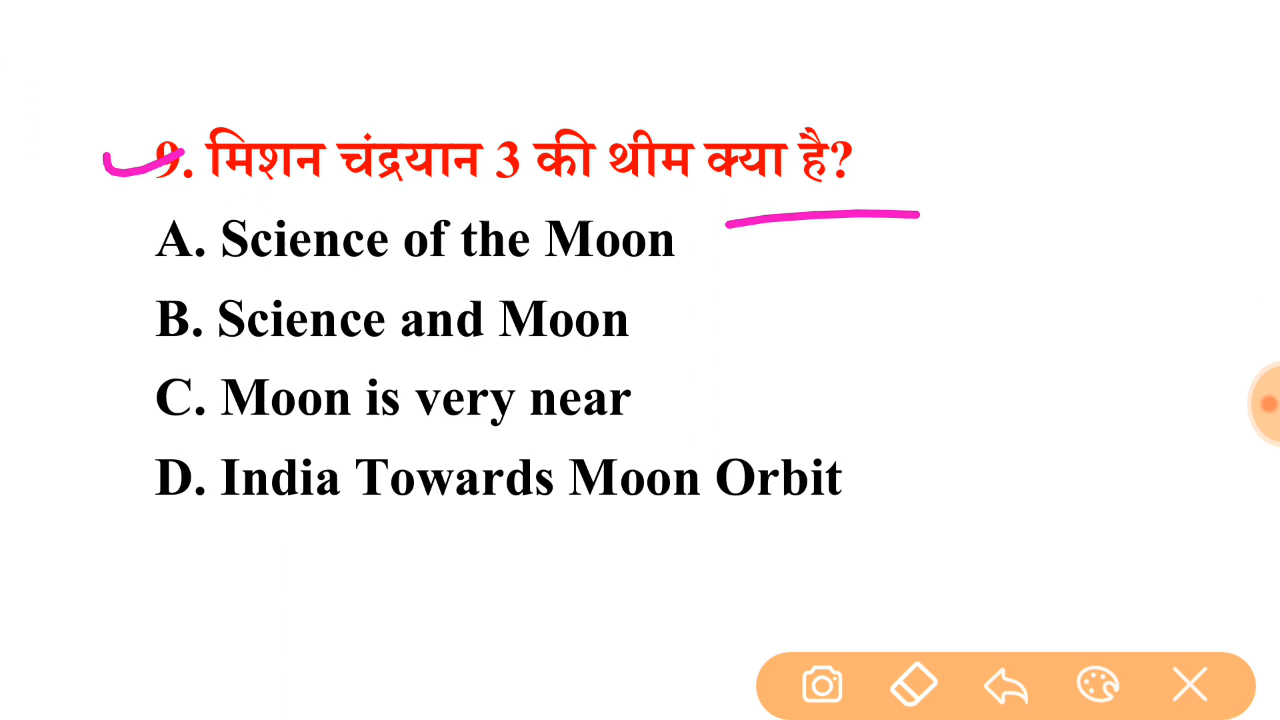 9. मिशन चंद्रयान 3 की थीम क्या है?
A. Science of the Moon
B. Science and Moon
C. Moon is very near
D. India Towards Moon Orbit